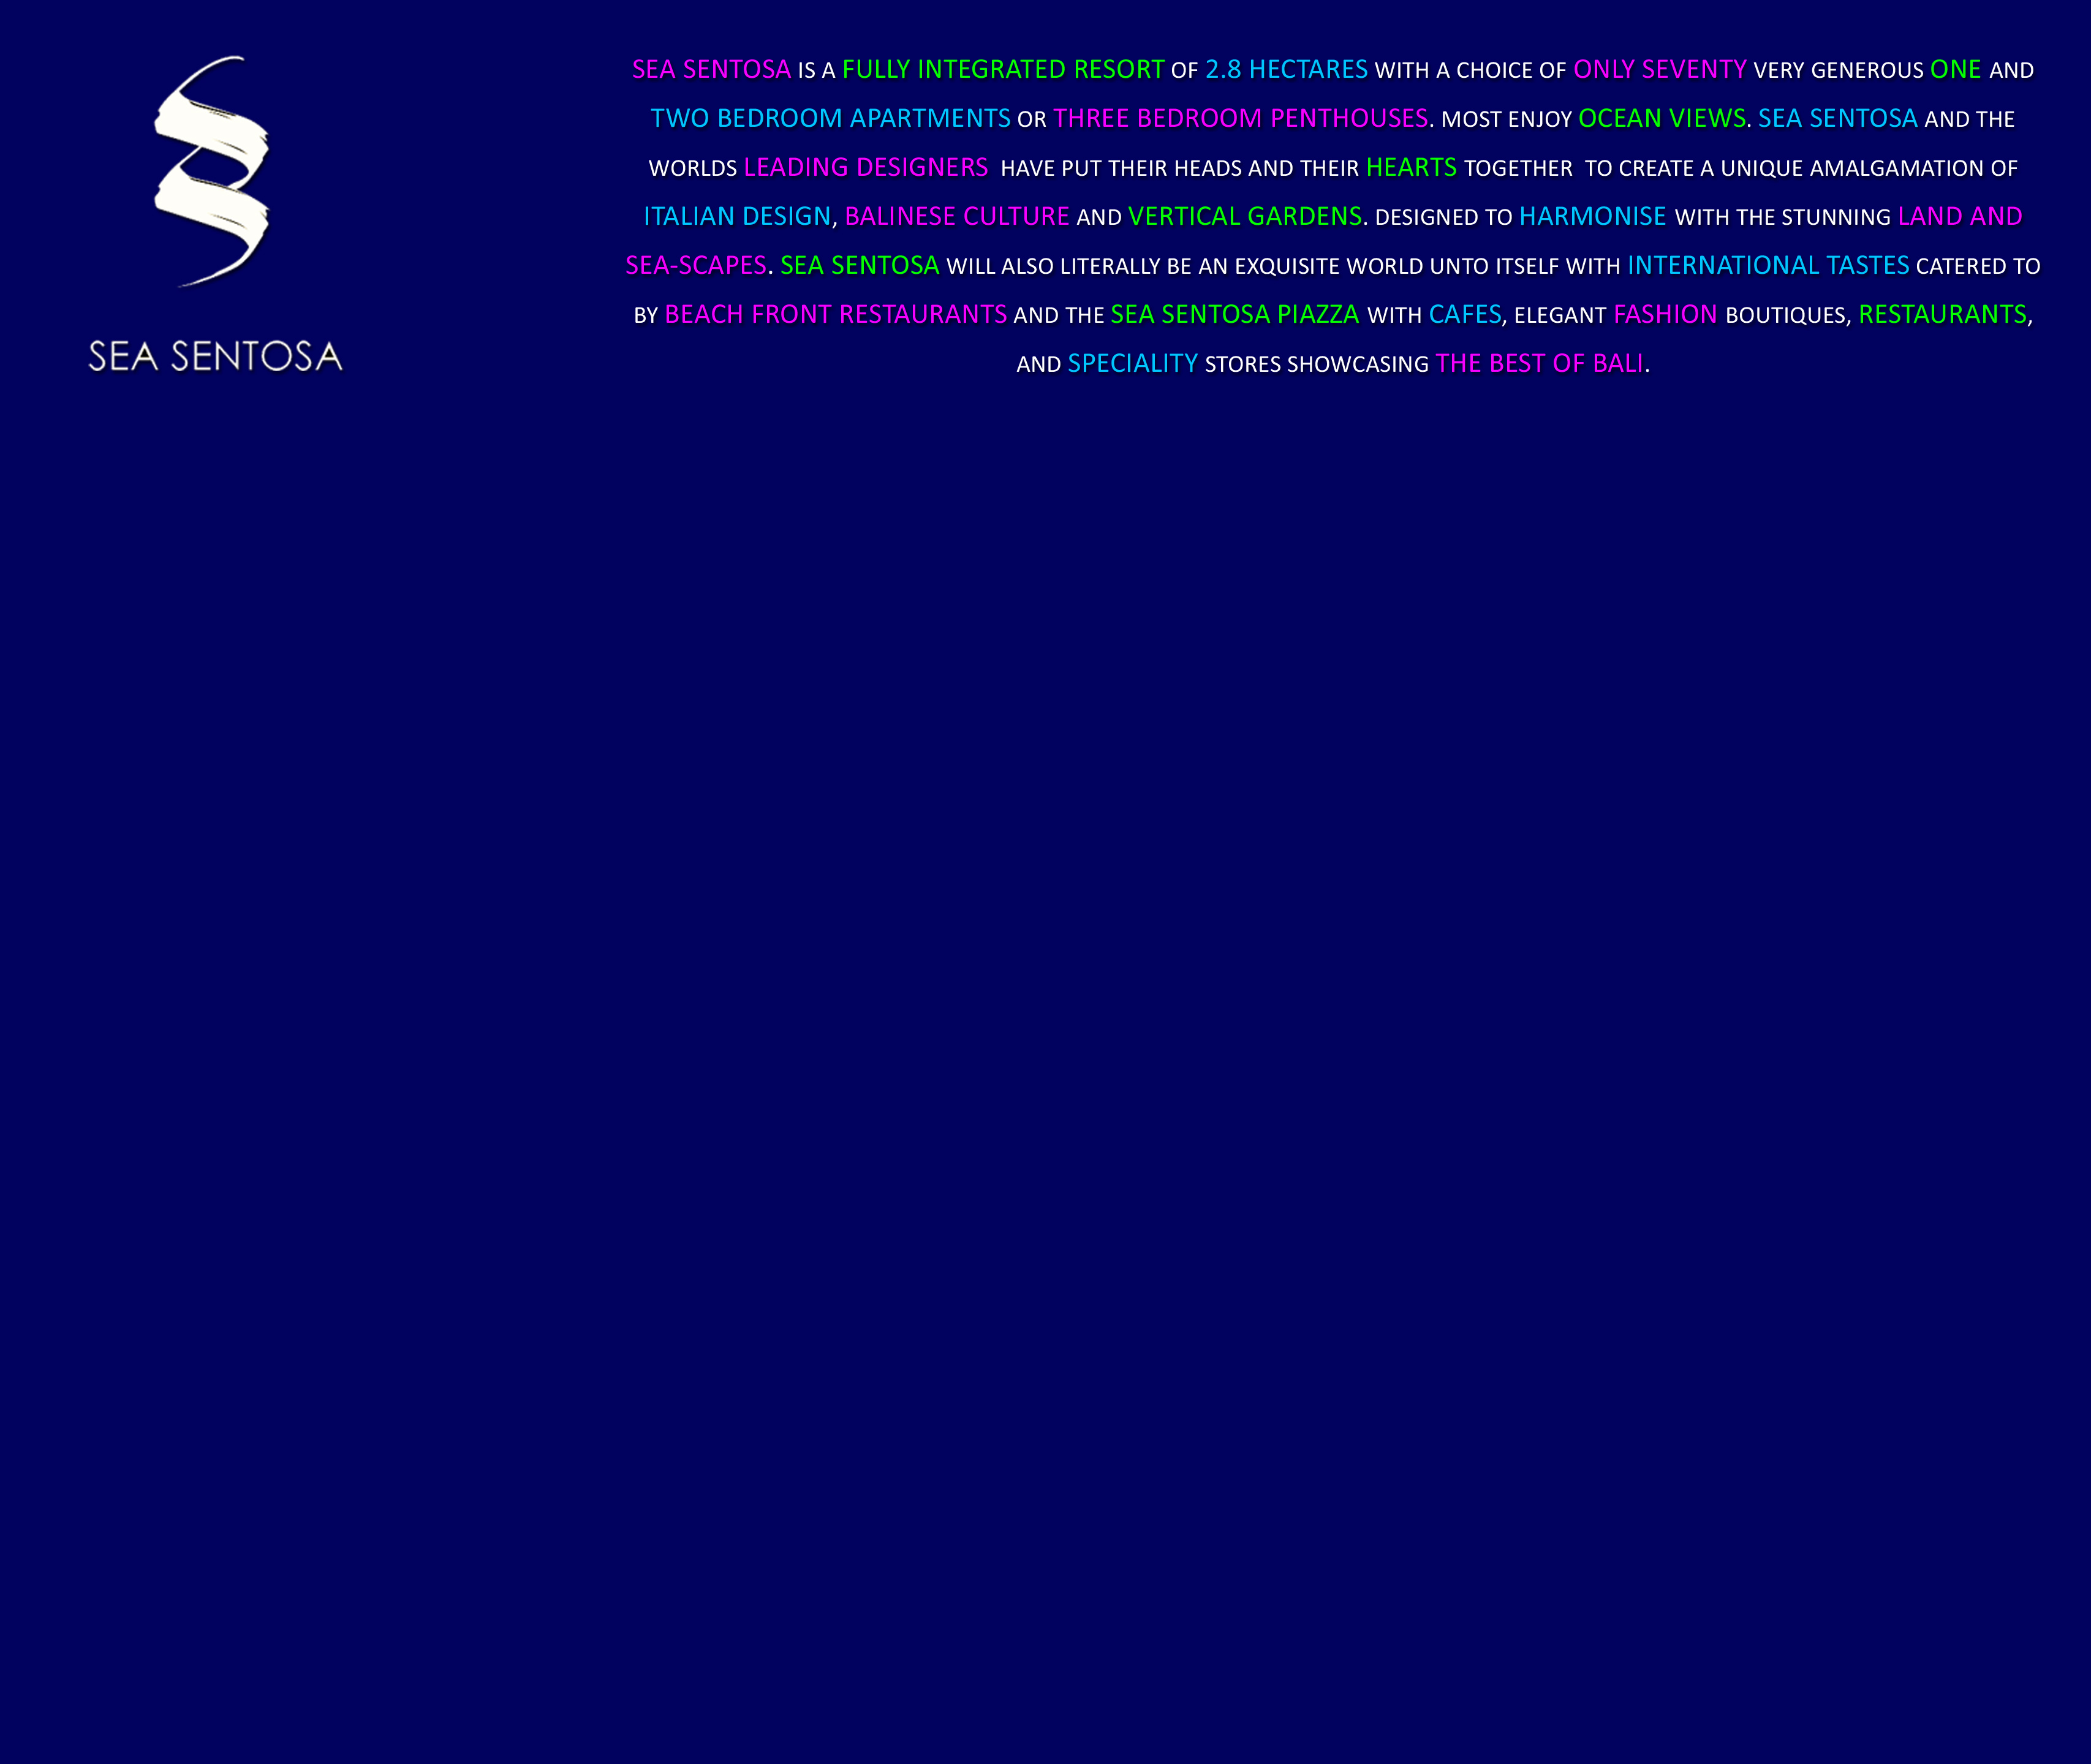 SEA SENTOSA
SEA SENTOSA IS A FULLY INTEGRATED RESORT OF 2.8 HECTARES WITH A CHOICE OF ONLY SEVENTY VERY GENEROUS ONE AND
TWO BEDROOM APARTMENTS OR THREE BEDROOM PENTHOUSES. MOST ENJOY OCEAN VIEWS. SEA SENTOSA AND THE
WORLDS LEADING DESIGNERS HAVE PUT THEIR HEADS AND THEIR HEARTS TOGETHER TO CREATE A UNIQUE AMALGAMATION OF
ITALIAN DESIGN, BALINESE CULTURE AND VERTICAL GARDENS. DESIGNED TO HARMONISE WITH THE STUNNING LAND AND
SEA-SCAPES. SEA SENTOSA WILL ALSO LITERALLY BE AN EXQUISITE WORLD UNTO ITSELF WITH INTERNATIONAL TASTES CATERED TO
BY BEACH FRONT RESTAURANTS AND THE SEA SENTOSA PIAZZA WITH CAFES, ELEGANT FASHION BOUTIQUES, RESTAURANTS,
AND SPECIALITY STORES SHOWCASING THE BEST OF BALI.